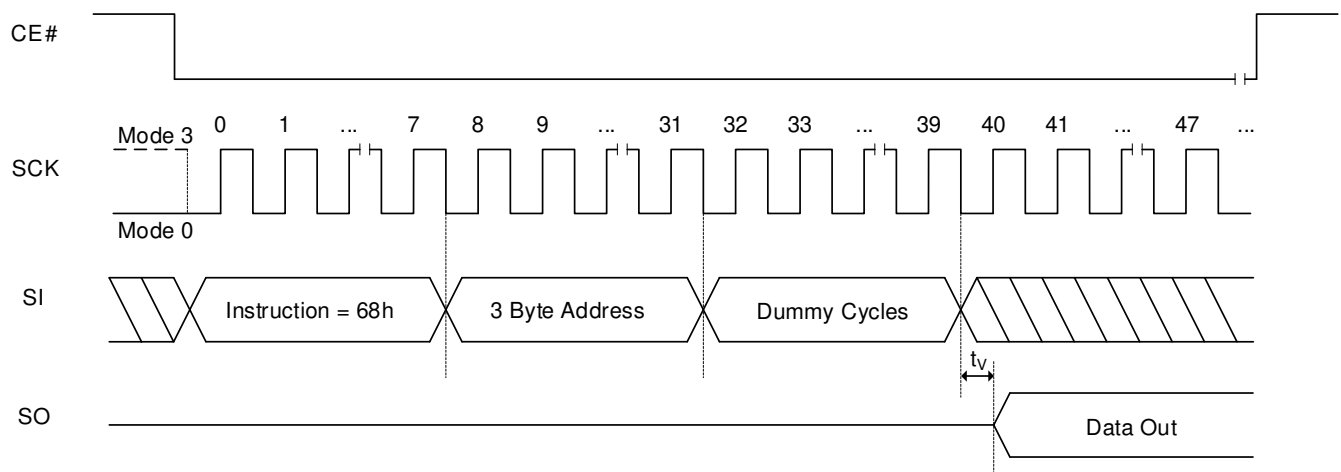 CE#
0 1 ... 7 8 9 ... 31 32 33 ... 39 40 41 ... 47 ...
Mode 3
SCK
Mode 0
SI
Instruction = 68h
3 Byte Address
Dummy Cycles
tV
SO
Data Out